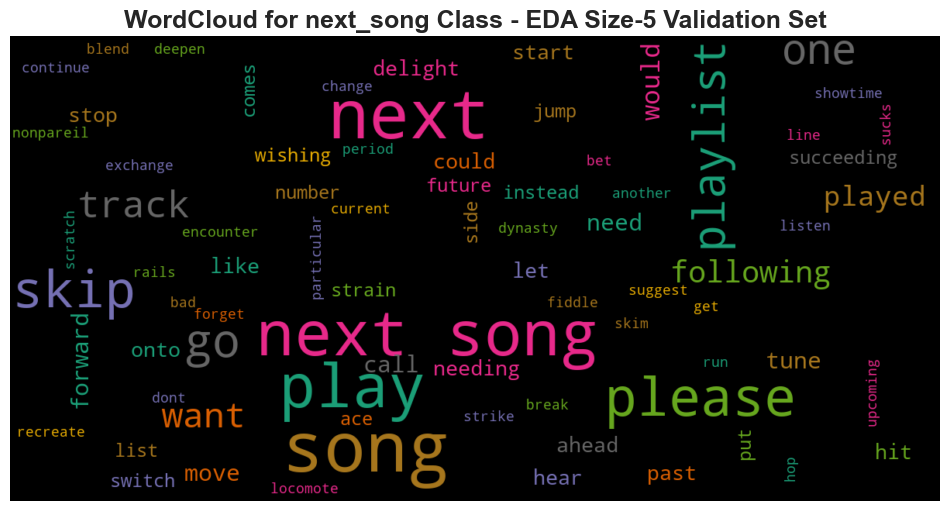 WordCloud for next_song Class - EDA Size-5 Validation Set
blend
deepen
continue
comes
delight
change
start
would
playlist
one
showtime
stop
next
jump
sucks
nonpareil
line
exchange
wishing
period
could
bet
succeeding
track
number
future
instead
another
played
current
side
need
listen
scratch
encounter
particular
dynasty
skip
rails
like
let
following
strain
suggest
bad
fiddle
get
forget
skim
forward
onto
go
next song
call
needing
run
tune
upcoming
dont
play
please
want
ace
strike
break
recreate
list
song
ahead
put
hit
switch
move
hear
past
hop
locomote